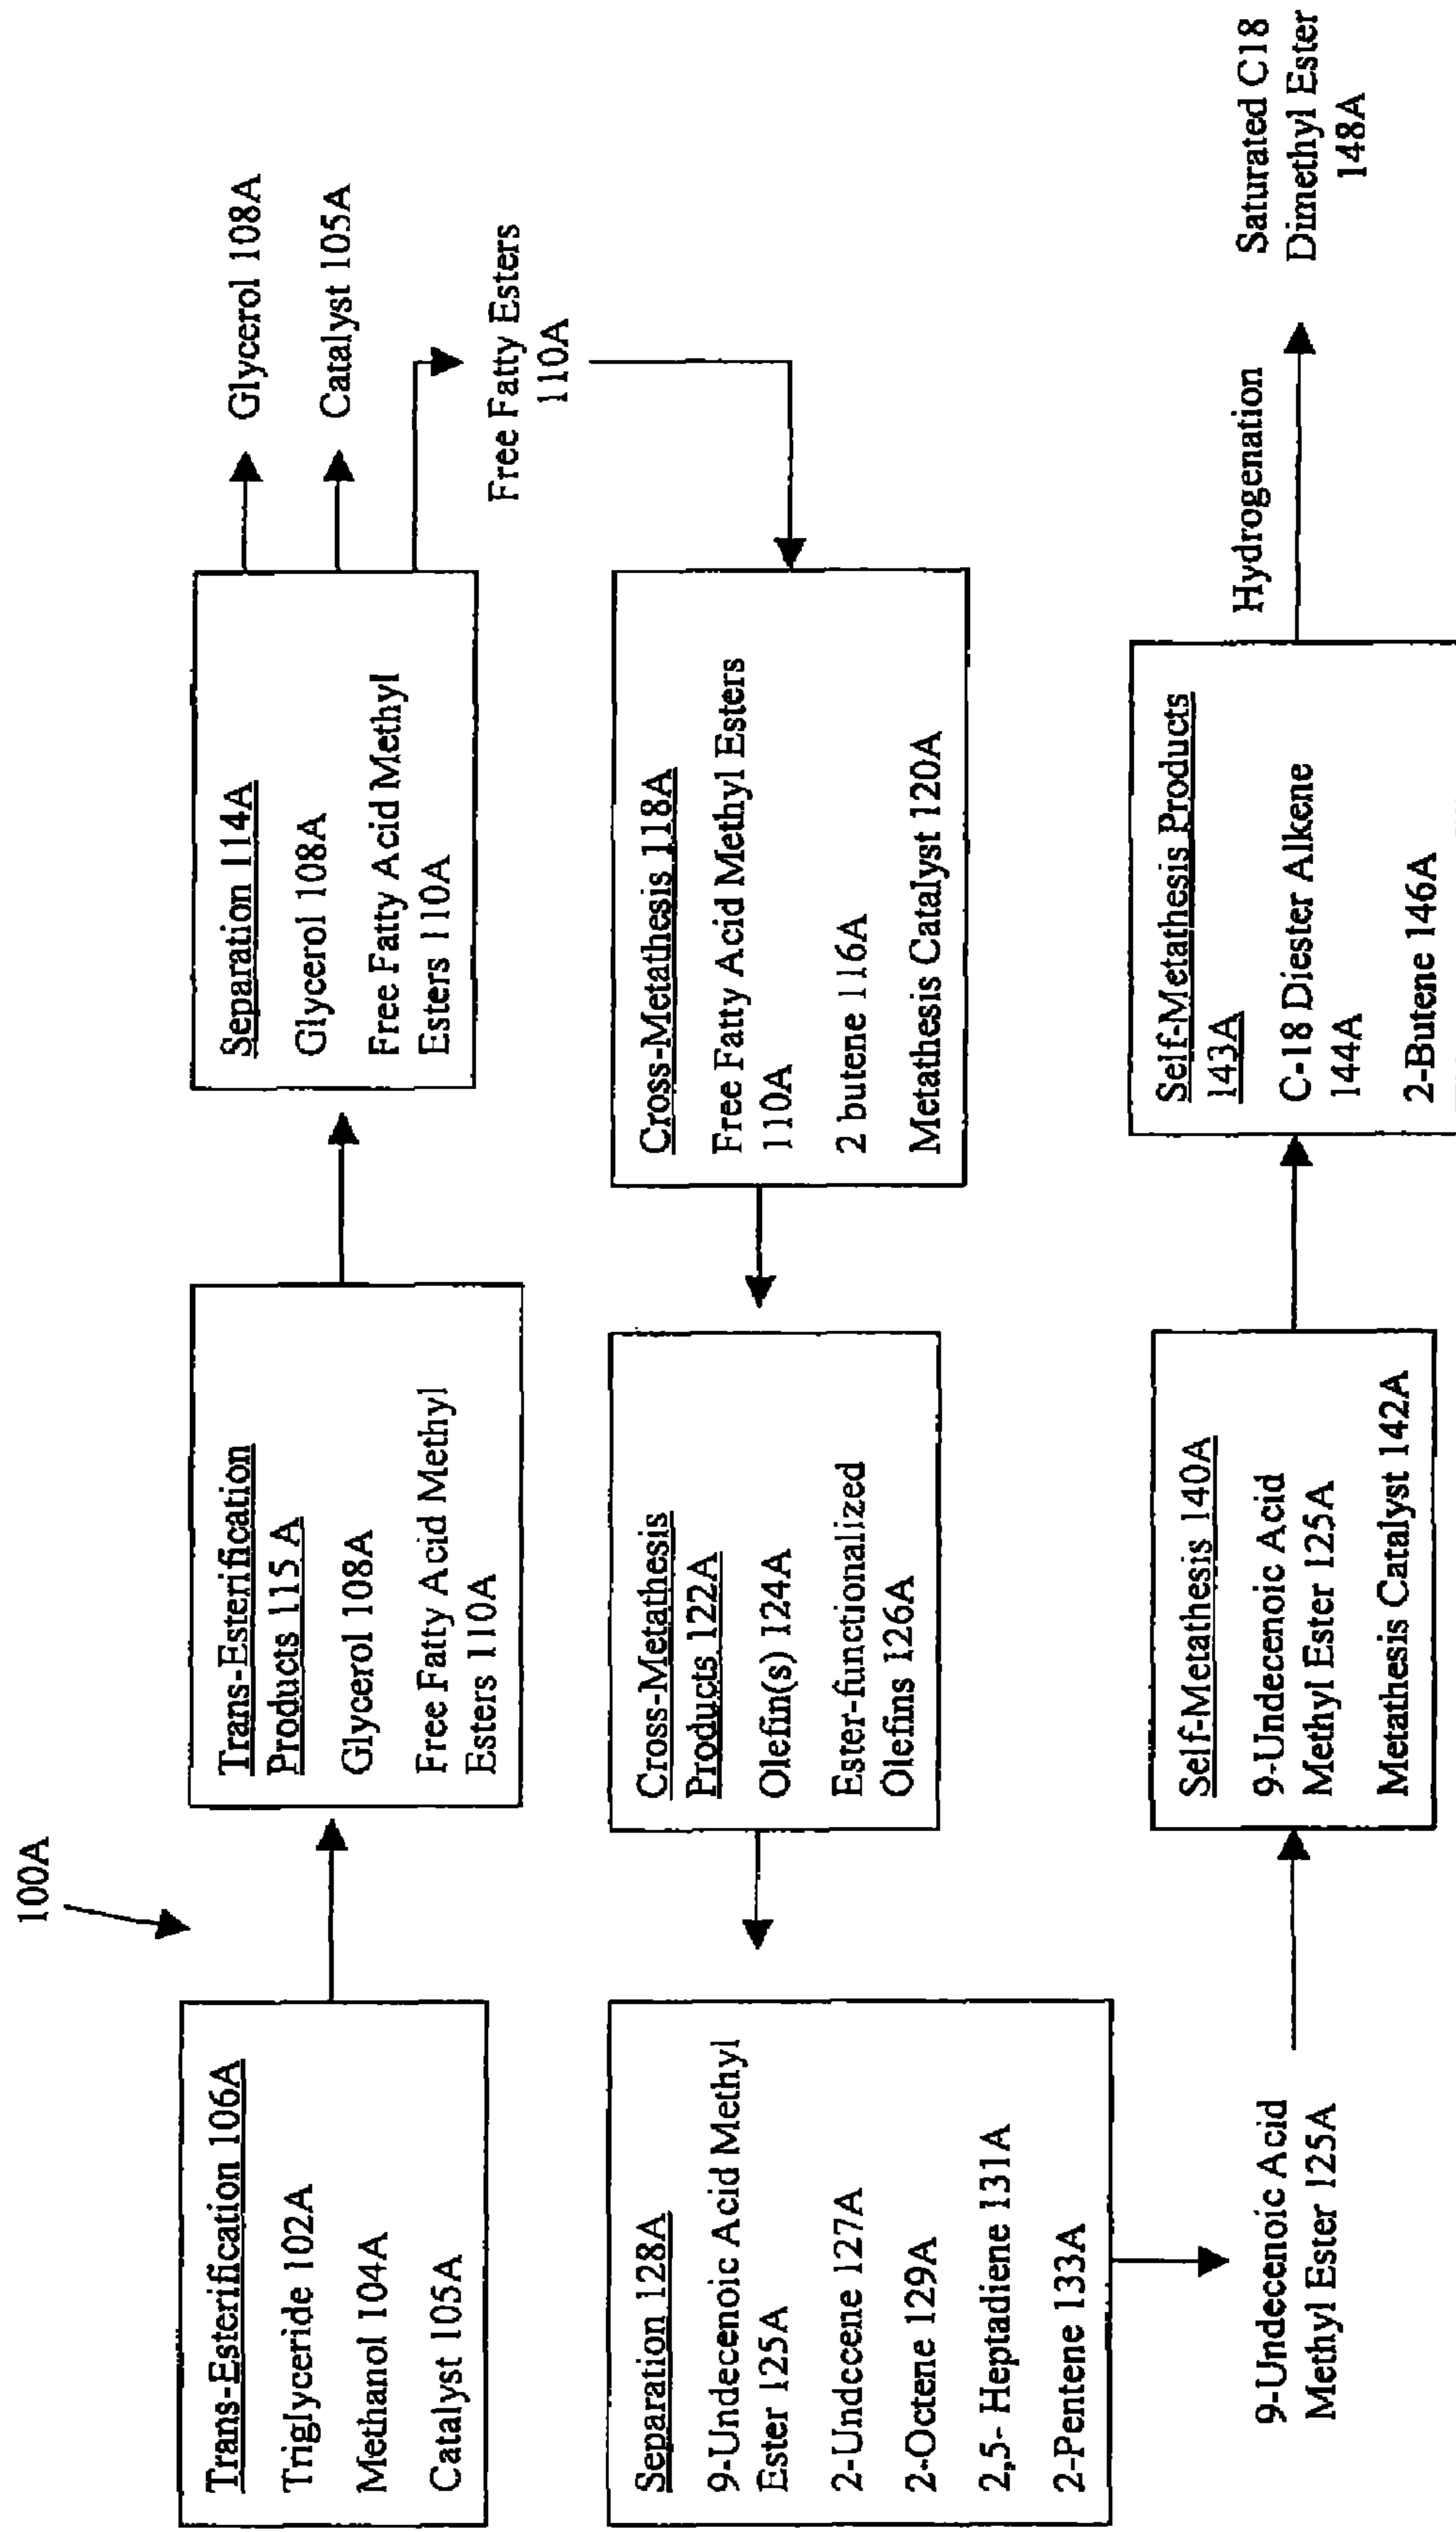 100A
Trans-Esterification 106A
Triglyceride 102A
Methanol 104A
Catalyst 105A
Trans-Esterification
Products 115 A
Glycerol 108A
Free Fatty Acid Methyl
Esters 110A
Separation 114A
Glycerol 108A
Free Fatty Acid Methyl
Esters 110A
Glycerol 108A
Catalyst 105A
Free Fatty Esters
110A
Cross-Metathesis 118A
Free Fatty Acid Methyl Esters
110A
2 butene 116A
Metathesis Catalyst 120A
Cross-Metathesis
Products 122A
Olefin(s) 124A
Ester-functionalized
Olefins 126A
Separation 128A
9-Undecenoic Acid Methyl
Ester 125A
2-Undecene 127A
2-Octene 129A
2,5- Heptadiene 131A
2-Pentene 133A
9-Undecenoic Acid
Methyl Ester 125A
Self-Metathesis 140A
9-Undecenoic Acid
Methyl Ester 125A
Metathesis Catalyst 142A
Self-Metathesis Products
143A
C-18 Diester Alkene
144A
2-Butene 146A
Hydrogenation
Saturated C18
Dimethyl Ester
148A